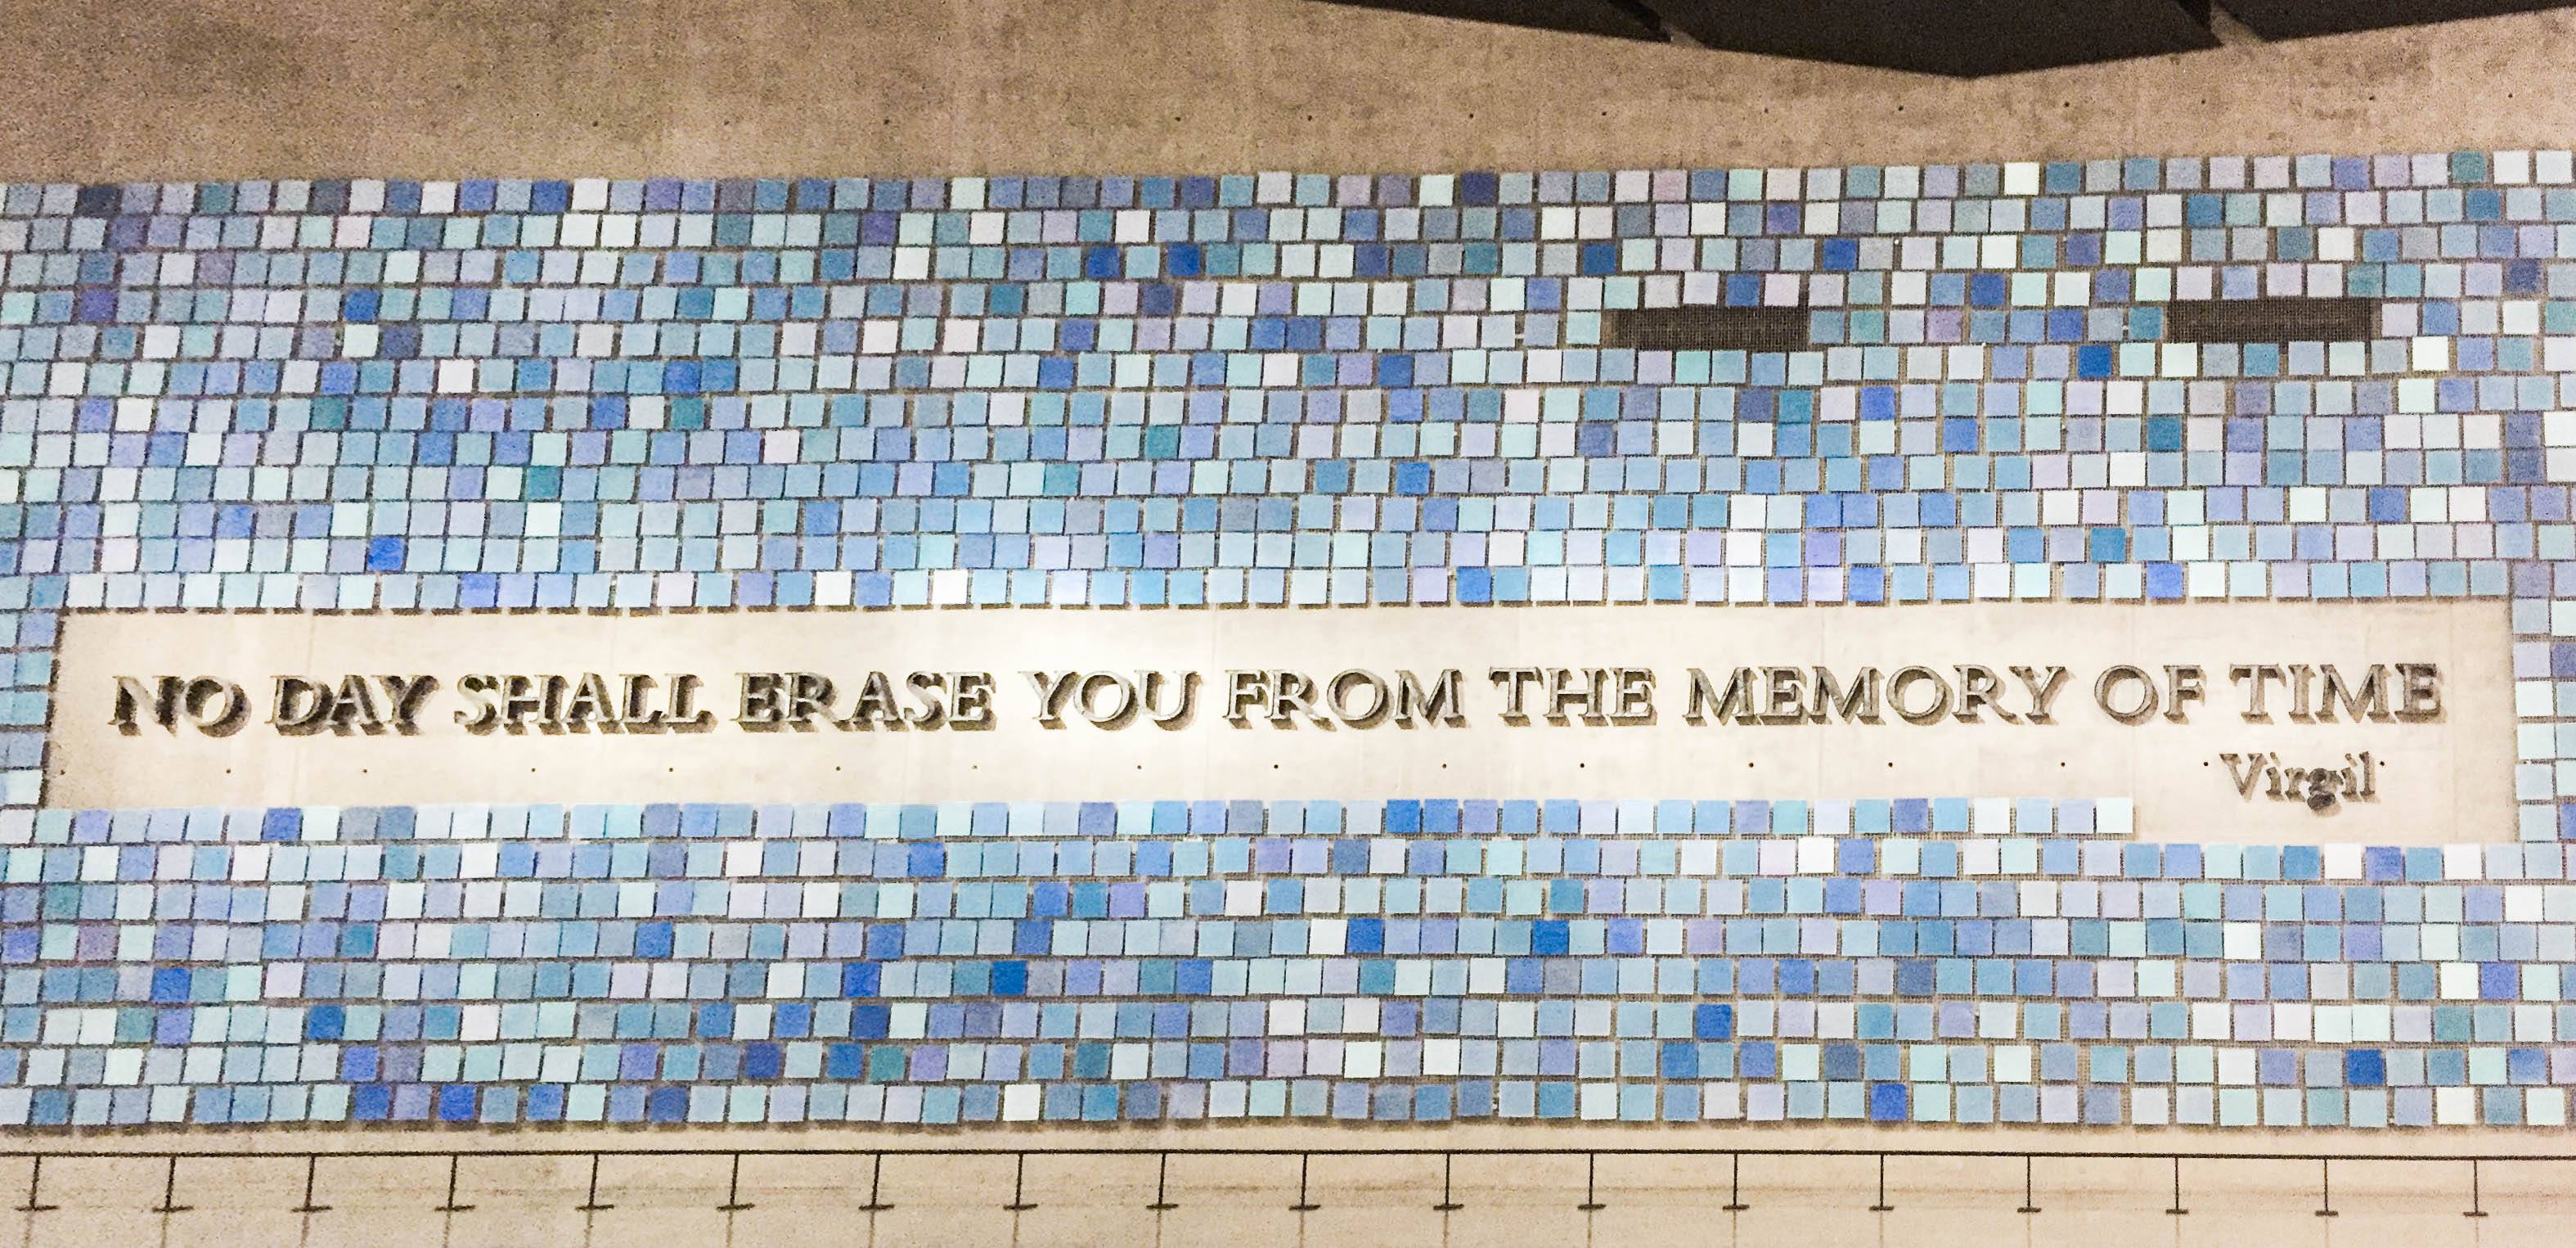 NO DAY SHALL ERASE YOU FROM THE MEMORY OF TIME
Virgil